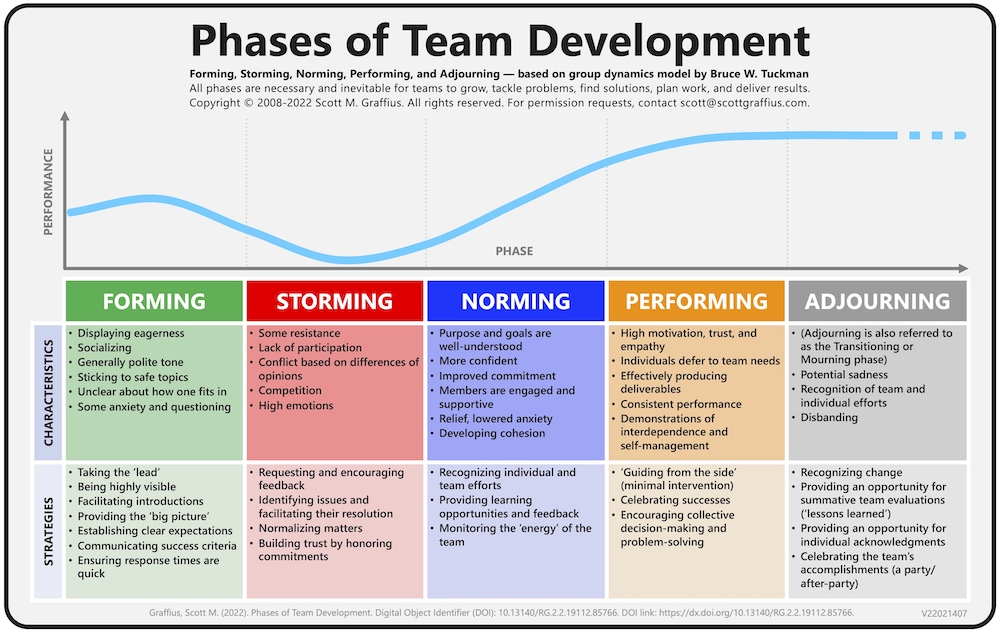 Phases of Team Development
Forming, Storming, Norming, Performing, and Adjourning — based on group dynamics model by Bruce W. Tuckman
All phases are necessary and inevitable for teams to grow, tackle problems, find solutions, plan work, and deliver results.
Copyright © 2008-2022 Scott M. Graffius. All rights reserved. For permission requests, contact scott@scottgraffius.com.
PERFORMANCE
PHASE
FORMING
STORMING
NORMING
PERFORMING
ADJOURNING
CHARACTERISTICS
• Displaying eagerness
• Socializing
• Generally polite tone
• Sticking to safe topics
• Unclear about how one fits in
• Some anxiety and questioning
• Some resistance
• Lack of participation
• Conflict based on differences of
opinions
• Competition
• High emotions
• Purpose and goals are
well-understood
• More confident
• Improved commitment
• Members are engaged and
supportive
• Relief, lowered anxiety
• Developing cohesion
• High motivation, trust, and
empathy
• Individuals defer to team needs
• Effectively producing
deliverables
• Consistent performance
• Demonstrations of
interdependence and
self-management
• (Adjourning is also referred to
as the Transitioning or
Mourning phase)
• Potential sadness
• Recognition of team and
individual efforts
• Disbanding
STRATEGIES
• Taking the ‘lead’
• Being highly visible
• Facilitating introductions
• Providing the ‘big picture’
• Establishing clear expectations
• Communicating success criteria
• Ensuring response times are
quick
• Requesting and encouraging
feedback
• Identifying issues and
facilitating their resolution
• Normalizing matters
• Building trust by honoring
commitments
• Recognizing individual and
team efforts
• Providing learning
opportunities and feedback
• Monitoring the ‘energy’ of the
team
• ‘Guiding from the side’
(minimal intervention)
• Celebrating successes
• Encouraging collective
decision-making and
problem-solving
• Recognizing change
• Providing an opportunity for
summative team evaluations
(‘lessons learned’)
• Providing an opportunity for
individual acknowledgments
• Celebrating the team’s
accomplishments (a party/
after-party)
Graffius, Scott M. (2022). Phases of Team Development. Digital Object Identifier (DOI): 10.13140/RG.2.2.19112.85766. DOI link: https://dx.doi.org/10.13140/RG.2.2.19112.85766.
V22021407